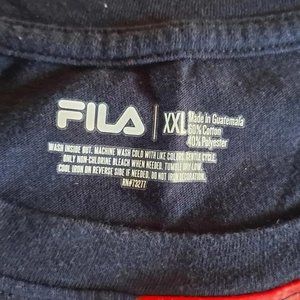 FILA
XXL
Made in Guatemala
60% Cotton
40% Polyester
WASH INSIDE OUT. MACHINE WASH COLD WITH LIKE COLORS. GENTLE CYCLE.
ONLY NON-CHLORINE BLEACH WHEN NEEDED. TUMBLE DRY LOW.
COOL IRON ON REVERSE SIDE IF NEEDED. DO NOT IRON DECORATION.
RN#73277